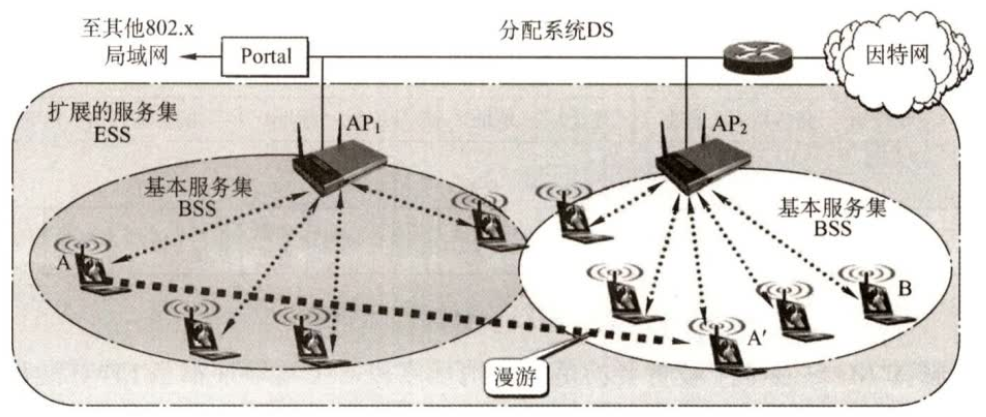 至其他802.x
局域网
Portal
分配系统DS
因特网
扩展的服务集
ESS
AP₁
AP₂
基本服务集
BSS
基本服务集
BSS
A
B
A′
漫游